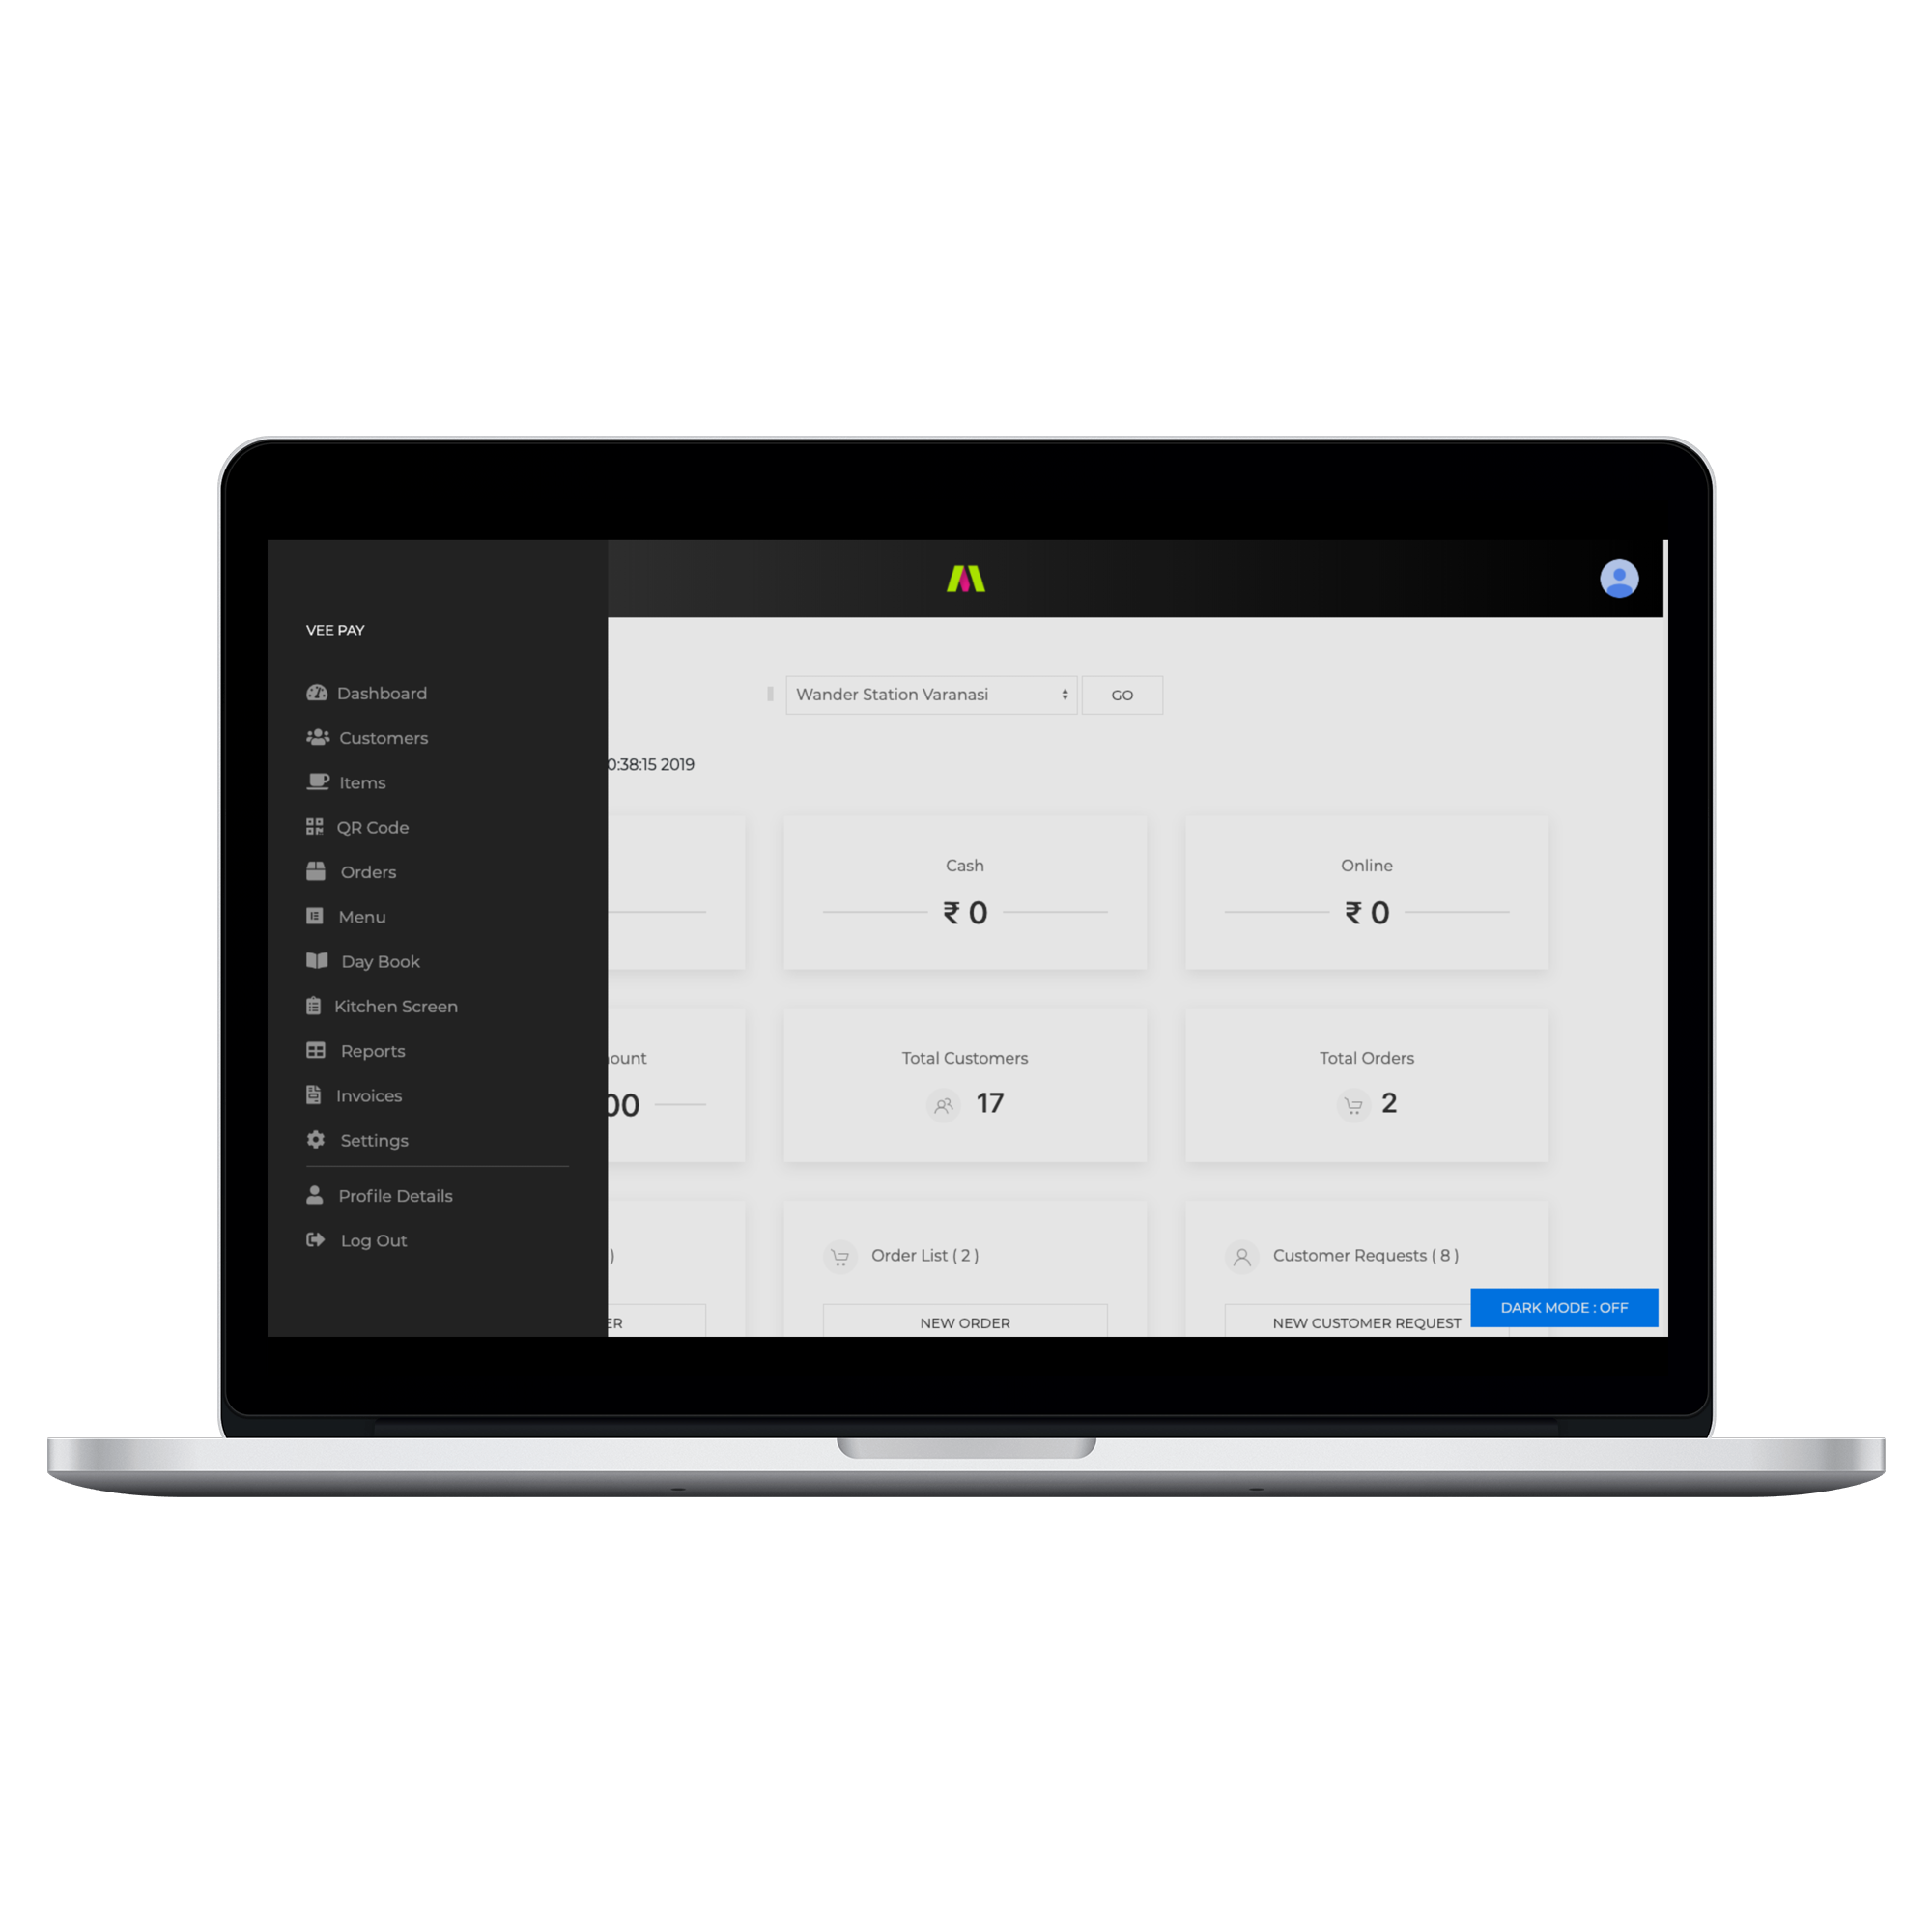 VEE PAY
Dashboard
Customers
Items
QR Code
Orders
Menu
Day Book
Kitchen Screen
Reports
Invoices
Settings
Profile Details
Log Out
Wander Station Varanasi
GO
0:38:15 2019
Cash
₹ 0
Online
₹ 0
ount
00
Total Customers
17
Total Orders
2
)
Order List ( 2 )
Customer Requests ( 8 )
ER
NEW ORDER
NEW CUSTOMER REQUEST
DARK MODE : OFF